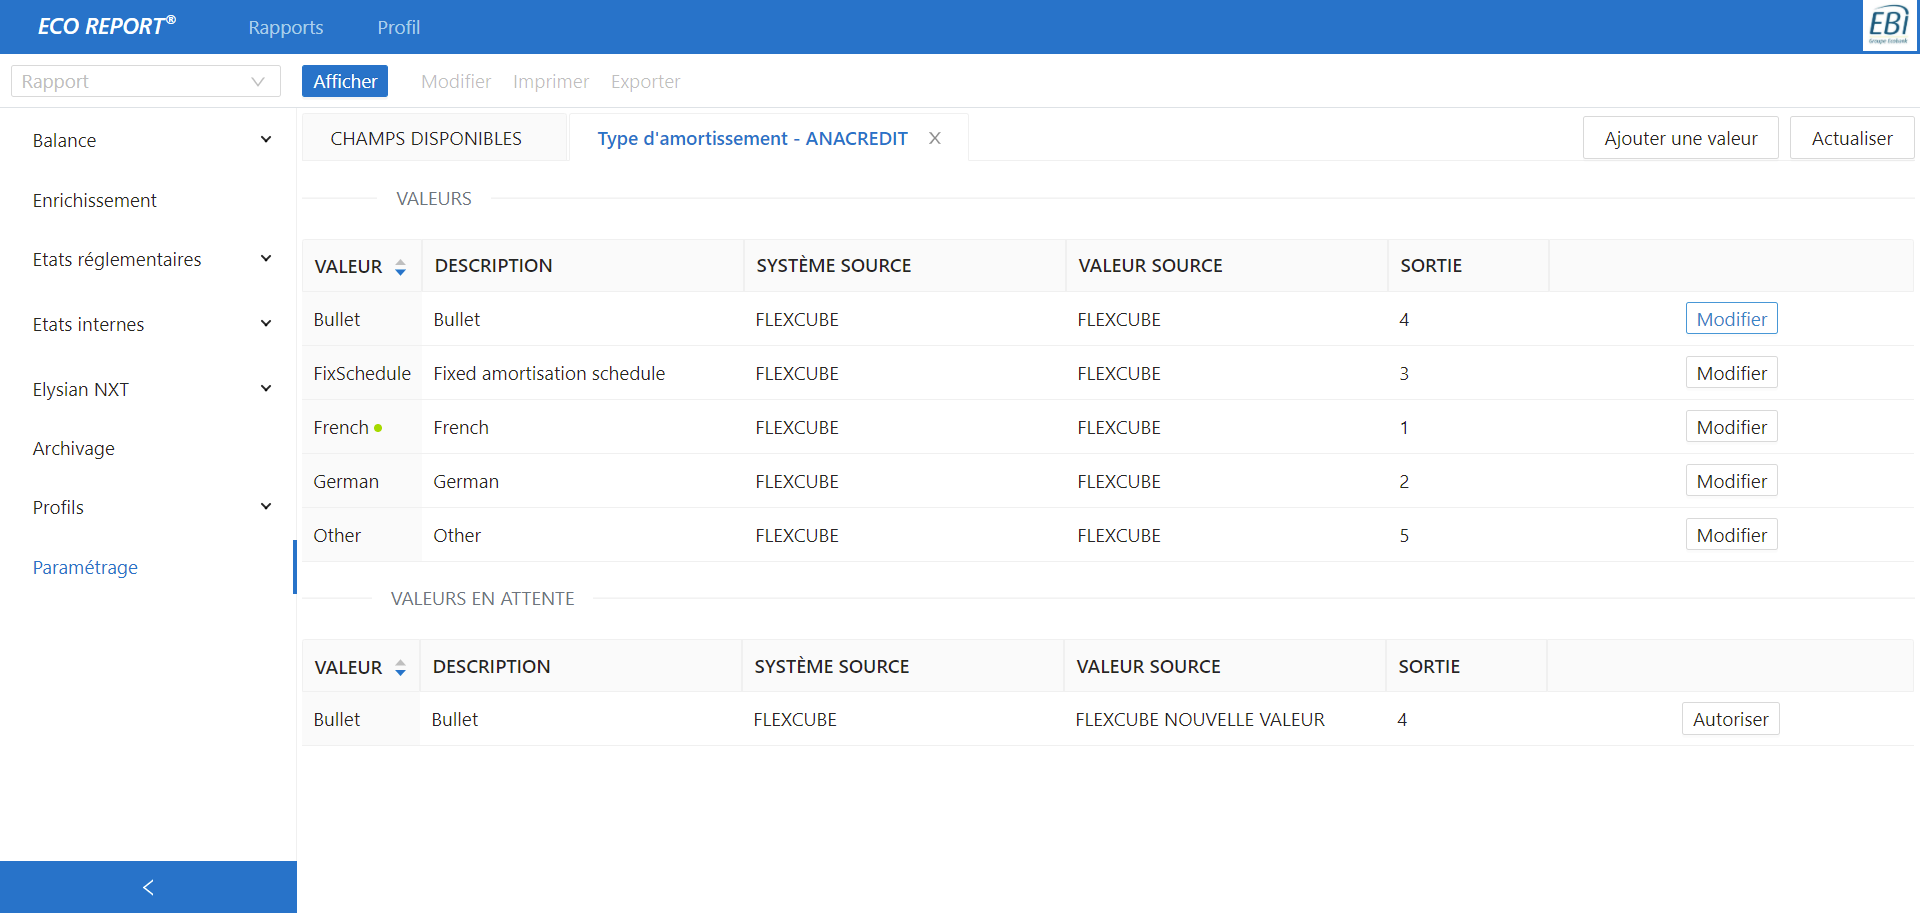 ECO REPORT® Rapports Profil EBI
Groupe Ecobank
Rapport Afficher Modifier Imprimer Exporter
Balance
Enrichissement
Etats réglementaires
Etats internes
Elysian NXT
Archivage
Profils
Paramétrage
CHAMPS DISPONIBLES Type d'amortissement - ANACREDIT X Ajouter une valeur Actualiser
VALEURS
VALEUR DESCRIPTION SYSTÈME SOURCE VALEUR SOURCE SORTIE
Bullet Bullet FLEXCUBE FLEXCUBE 4 Modifier
FixSchedule Fixed amortisation schedule FLEXCUBE FLEXCUBE 3 Modifier
French French FLEXCUBE FLEXCUBE 1 Modifier
German German FLEXCUBE FLEXCUBE 2 Modifier
Other Other FLEXCUBE FLEXCUBE 5 Modifier
VALEURS EN ATTENTE
VALEUR DESCRIPTION SYSTÈME SOURCE VALEUR SOURCE SORTIE
Bullet Bullet FLEXCUBE FLEXCUBE NOUVELLE VALEUR 4 Autoriser